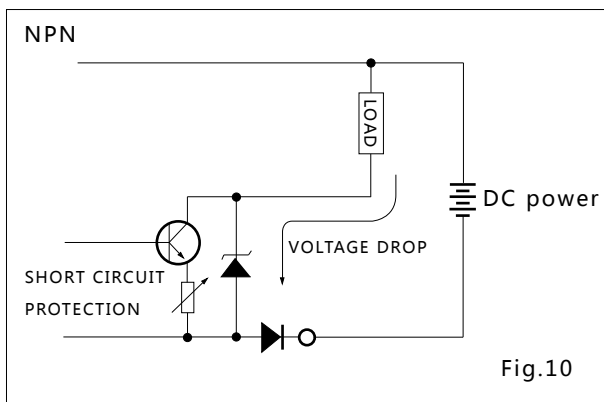 NPN
LOAD
DC power
VOLTAGE DROP
SHORT CIRCUIT
PROTECTION
Fig.10